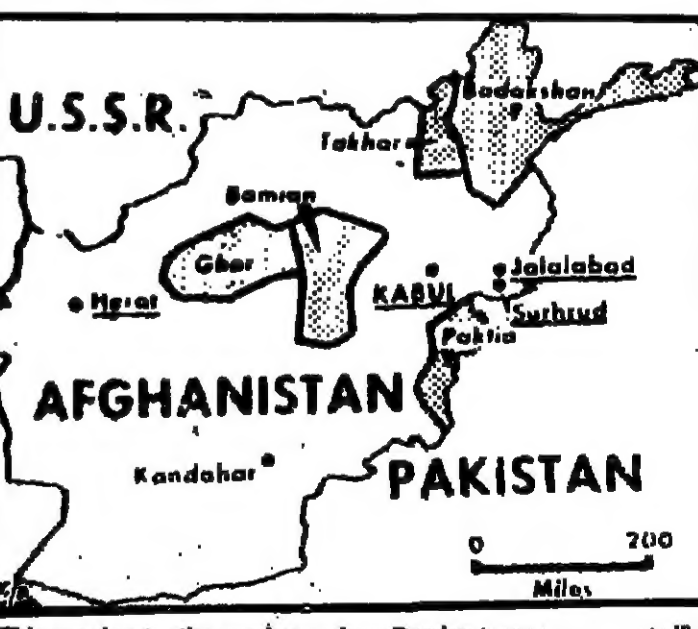 U.S.S.R.
Badakshan
Takhar
Bamian
Ghor
Jalalabad
Herat
KABUL
Surhrud
Paktia
AFGHANISTAN
Kandahar
PAKISTAN
0 200
Miles